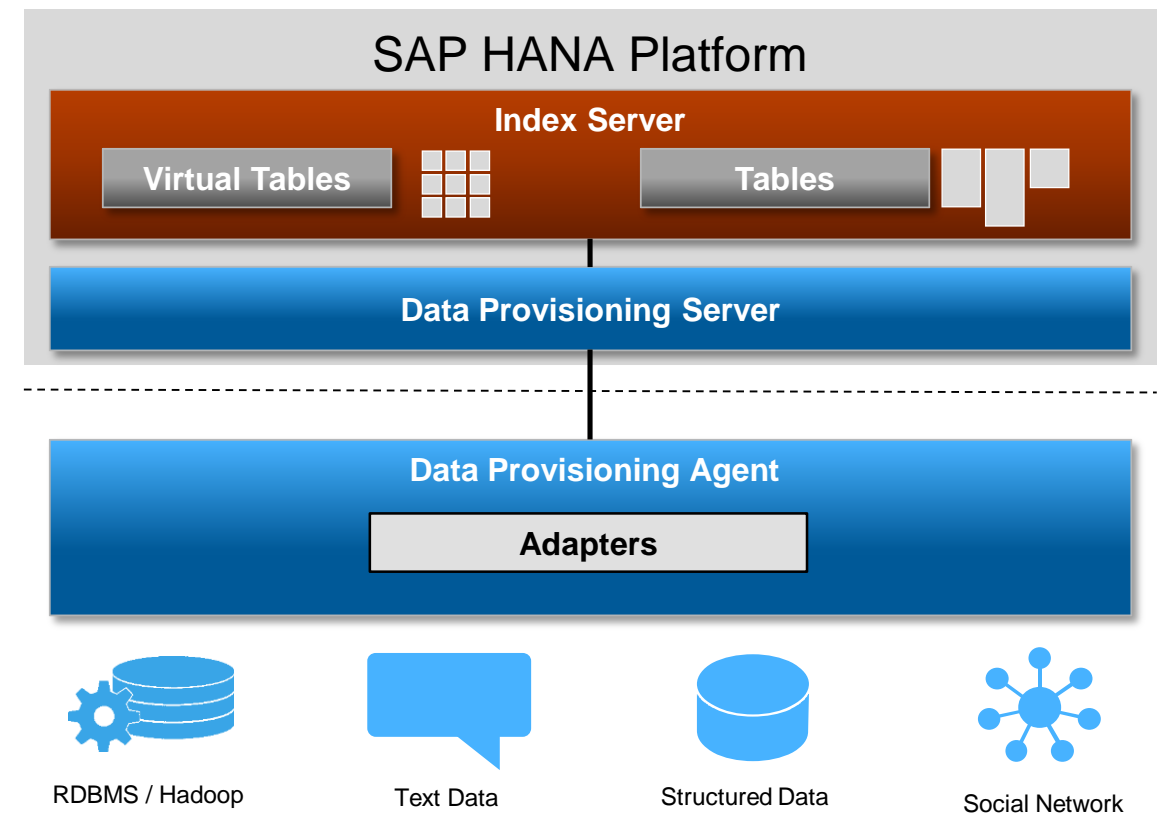 SAP HANA Platform
Index Server
Virtual Tables
Tables
Data Provisioning Server
Data Provisioning Agent
Adapters
RDBMS / Hadoop
Text Data
Structured Data
Social Network